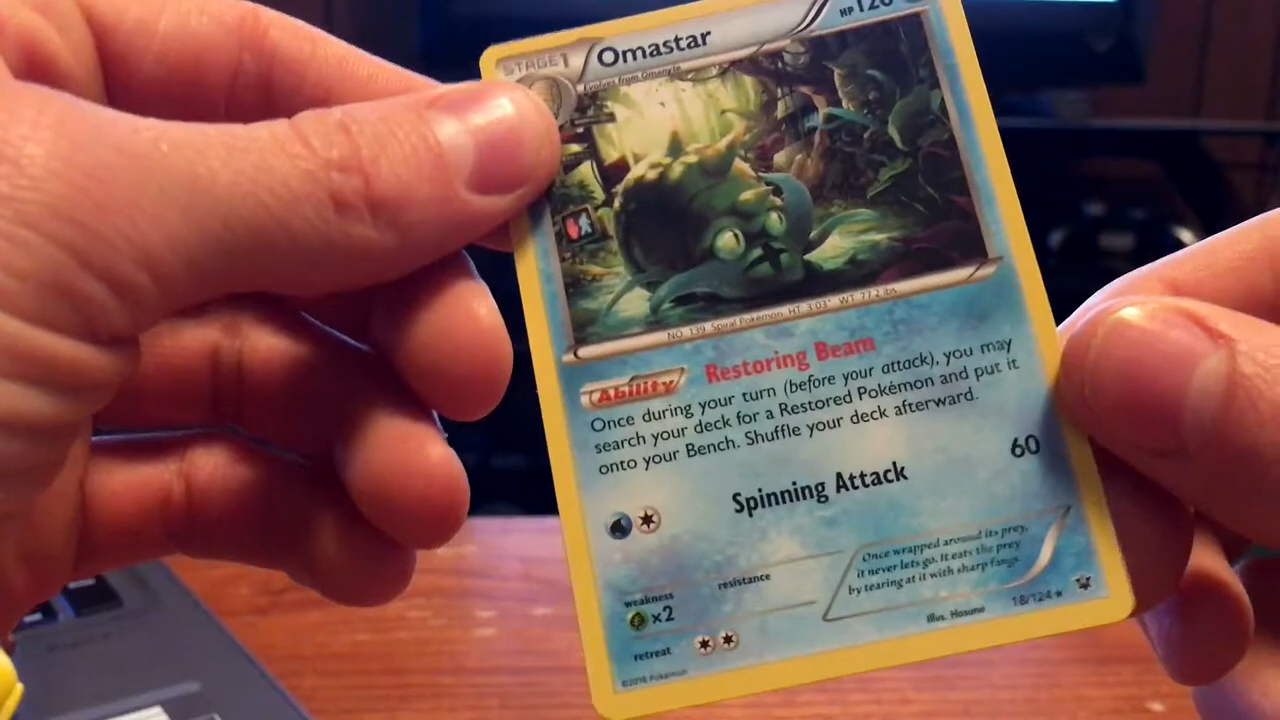 STAGE1 Omastar HP120
Evolves from Omanyte
NO. 139 Spiral Pokémon HT 3'03" WT 77.2 lbs
Ability Restoring Beam
Once during your turn (before your attack), you may
search your deck for a Restored Pokémon and put it
onto your Bench. Shuffle your deck afterward.
Spinning Attack 60
weakness resistance
×2
retreat
Once wrapped around its prey,
it never lets go. It eats the prey
by tearing at it with sharp fangs.
Illus. Hasuno 18/124 ★
©2016 Pokémon